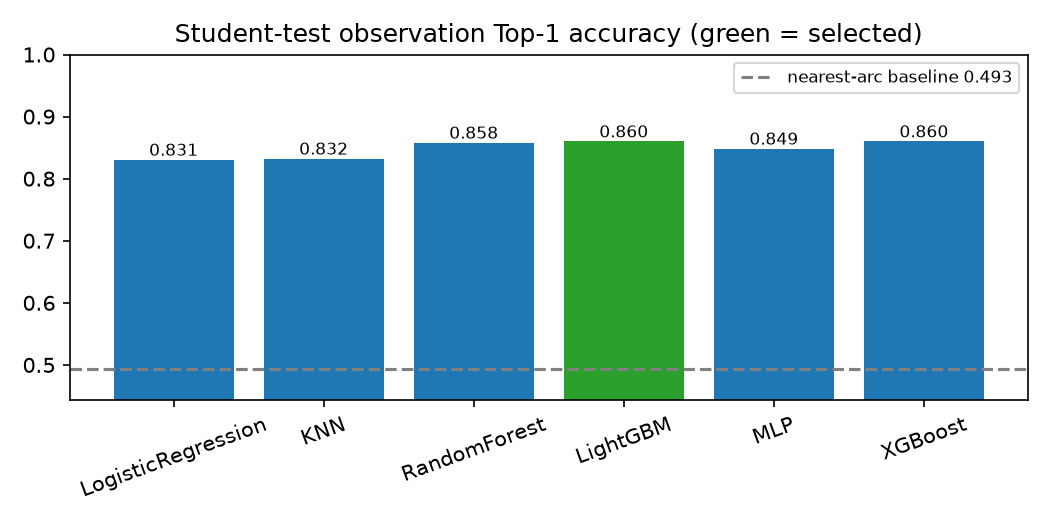 Student-test observation Top-1 accuracy (green = selected)
1.0
0.9
0.8
0.7
0.6
0.5
nearest-arc baseline 0.493
0.831
0.832
0.858
0.860
0.849
0.860
LogisticRegression
KNN
RandomForest
LightGBM
MLP
XGBoost